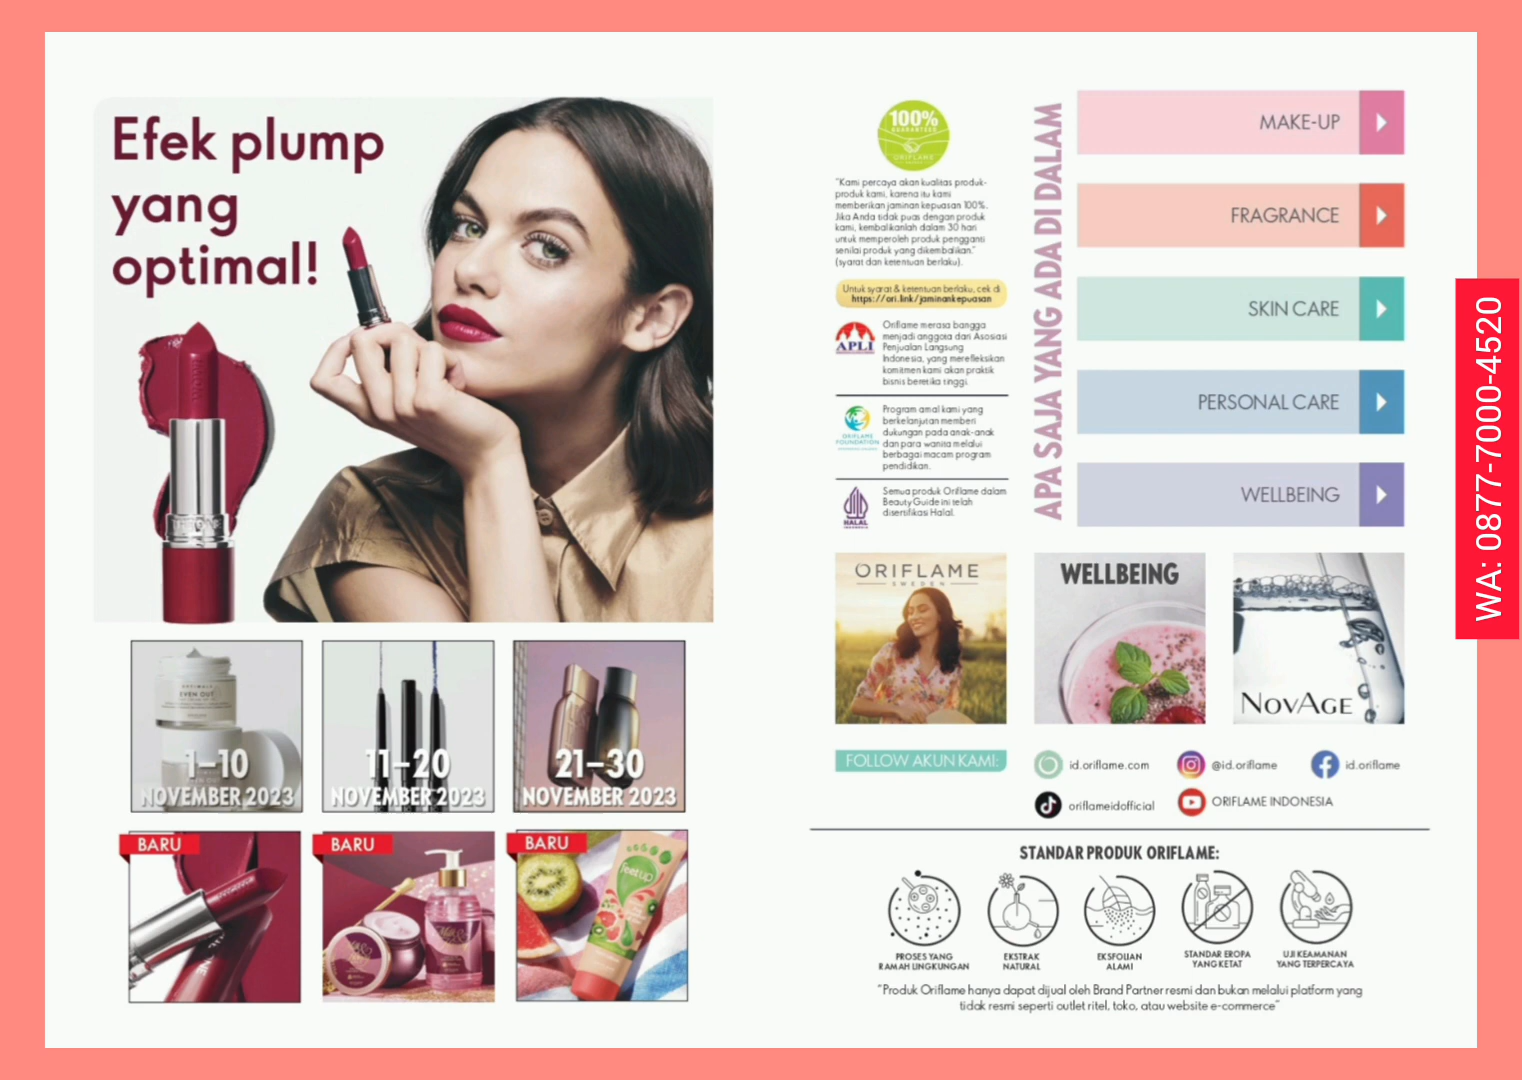 Efek plump
yang
optimal!
EVEN OUT
1–10
NOVEMBER 2023
11–20
NOVEMBER 2023
21–30
NOVEMBER 2023
BARU
BARU
BARU
feet up
100%
GUARANTEED
ORIFLAME
"Kami percaya akan kualitas produk-
produk kami, karena itu kami
memberikan jaminan kepuasan 100%.
Jika Anda tidak puas dengan produk
kami, kembalikanlah dalam 30 hari
untuk memperoleh produk pengganti
senilai produk yang dikembalikan."
(syarat dan ketentuan berlaku).
Untuk syarat & ketentuan berlaku, cek di
https://ori.link/jaminankepuasan
APLI
Oriflame merasa bangga
menjadi anggota dari Asosiasi
Penjualan Langsung
Indonesia, yang merefleksikan
komitmen kami akan praktik
bisnis beretika tinggi.
ORIFLAME
FOUNDATION
Program amal kami yang
berkelanjutan memberi
dukungan pada anak-anak
dan para wanita melalui
berbagai macam program
pendidikan.
HALAL
INDONESIA
Semua produk Oriflame dalam
Beauty Guide ini telah
disertifikasi Halal.
APA SAJA YANG ADA DI DALAM
MAKE-UP
FRAGRANCE
SKIN CARE
PERSONAL CARE
WELLBEING
ORIFLAME
SWEDEN
WELLBEING
NOVAGE
FOLLOW AKUN KAMI:
id.oriflame.com
@id.oriflame
id.oriflame
oriflameidofficial
ORIFLAME INDONESIA
STANDAR PRODUK ORIFLAME:
PROSES YANG
RAMAH LINGKUNGAN
EKSTRAK
NATURAL
EKSFOLIAN
ALAMI
STANDAR EROPA
YANG KETAT
UJI KEAMANAN
YANG TERPERCAYA
"Produk Oriflame hanya dapat dijual oleh Brand Partner resmi dan bukan melalui platform yang
tidak resmi seperti outlet ritel, toko, atau website e-commerce"
WA: 0877-7000-4520